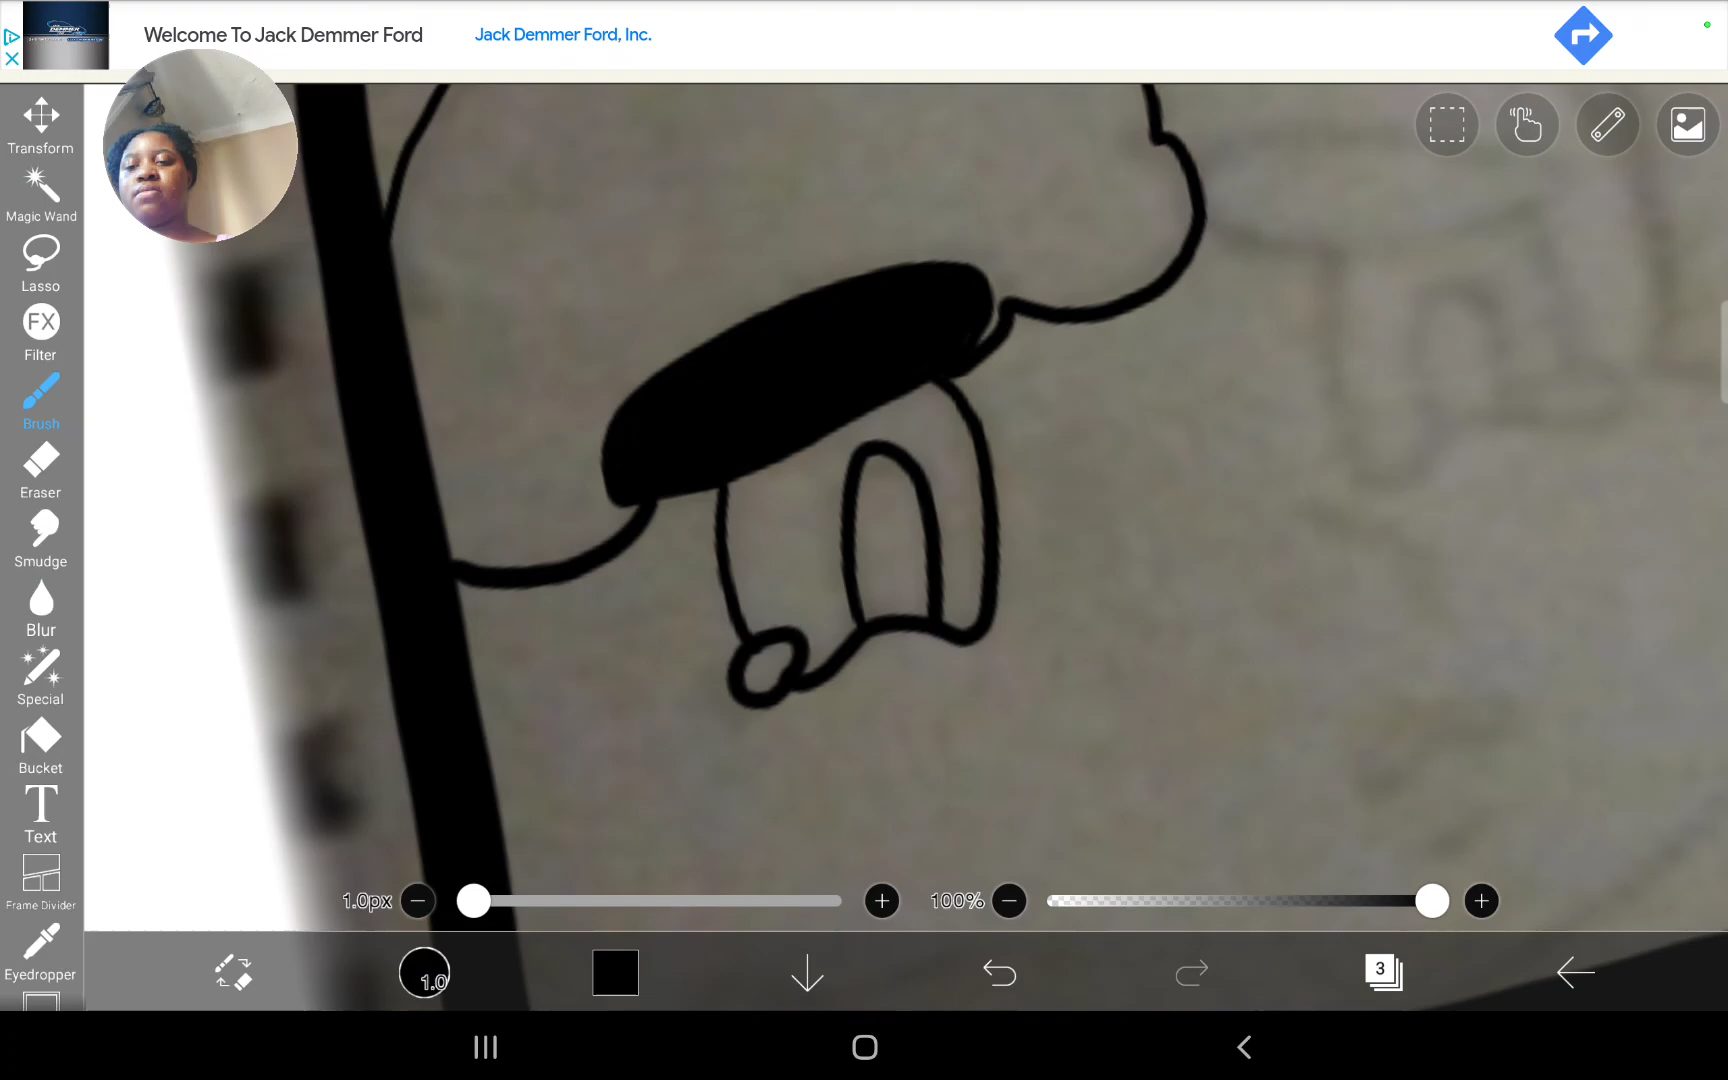 Welcome To Jack Demmer Ford
Jack Demmer Ford, Inc.
Transform
Magic Wand
Lasso
FX
Filter
Brush
Eraser
Smudge
Blur
Special
Bucket
T
Text
Frame Divider
Eyedropper
1.0px
100%
1.0
3